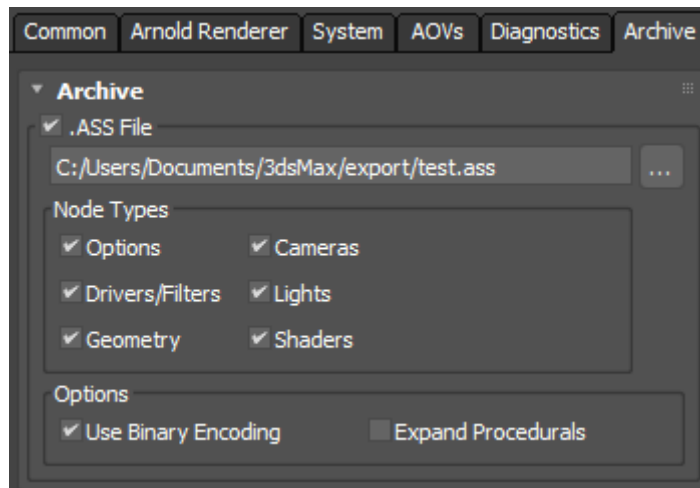 Common Arnold Renderer System AOVs Diagnostics Archive
Archive
.ASS File
C:/Users/Documents/3dsMax/export/test.ass ...
Node Types
Options Cameras
Drivers/Filters Lights
Geometry Shaders
Options
Use Binary Encoding Expand Procedurals